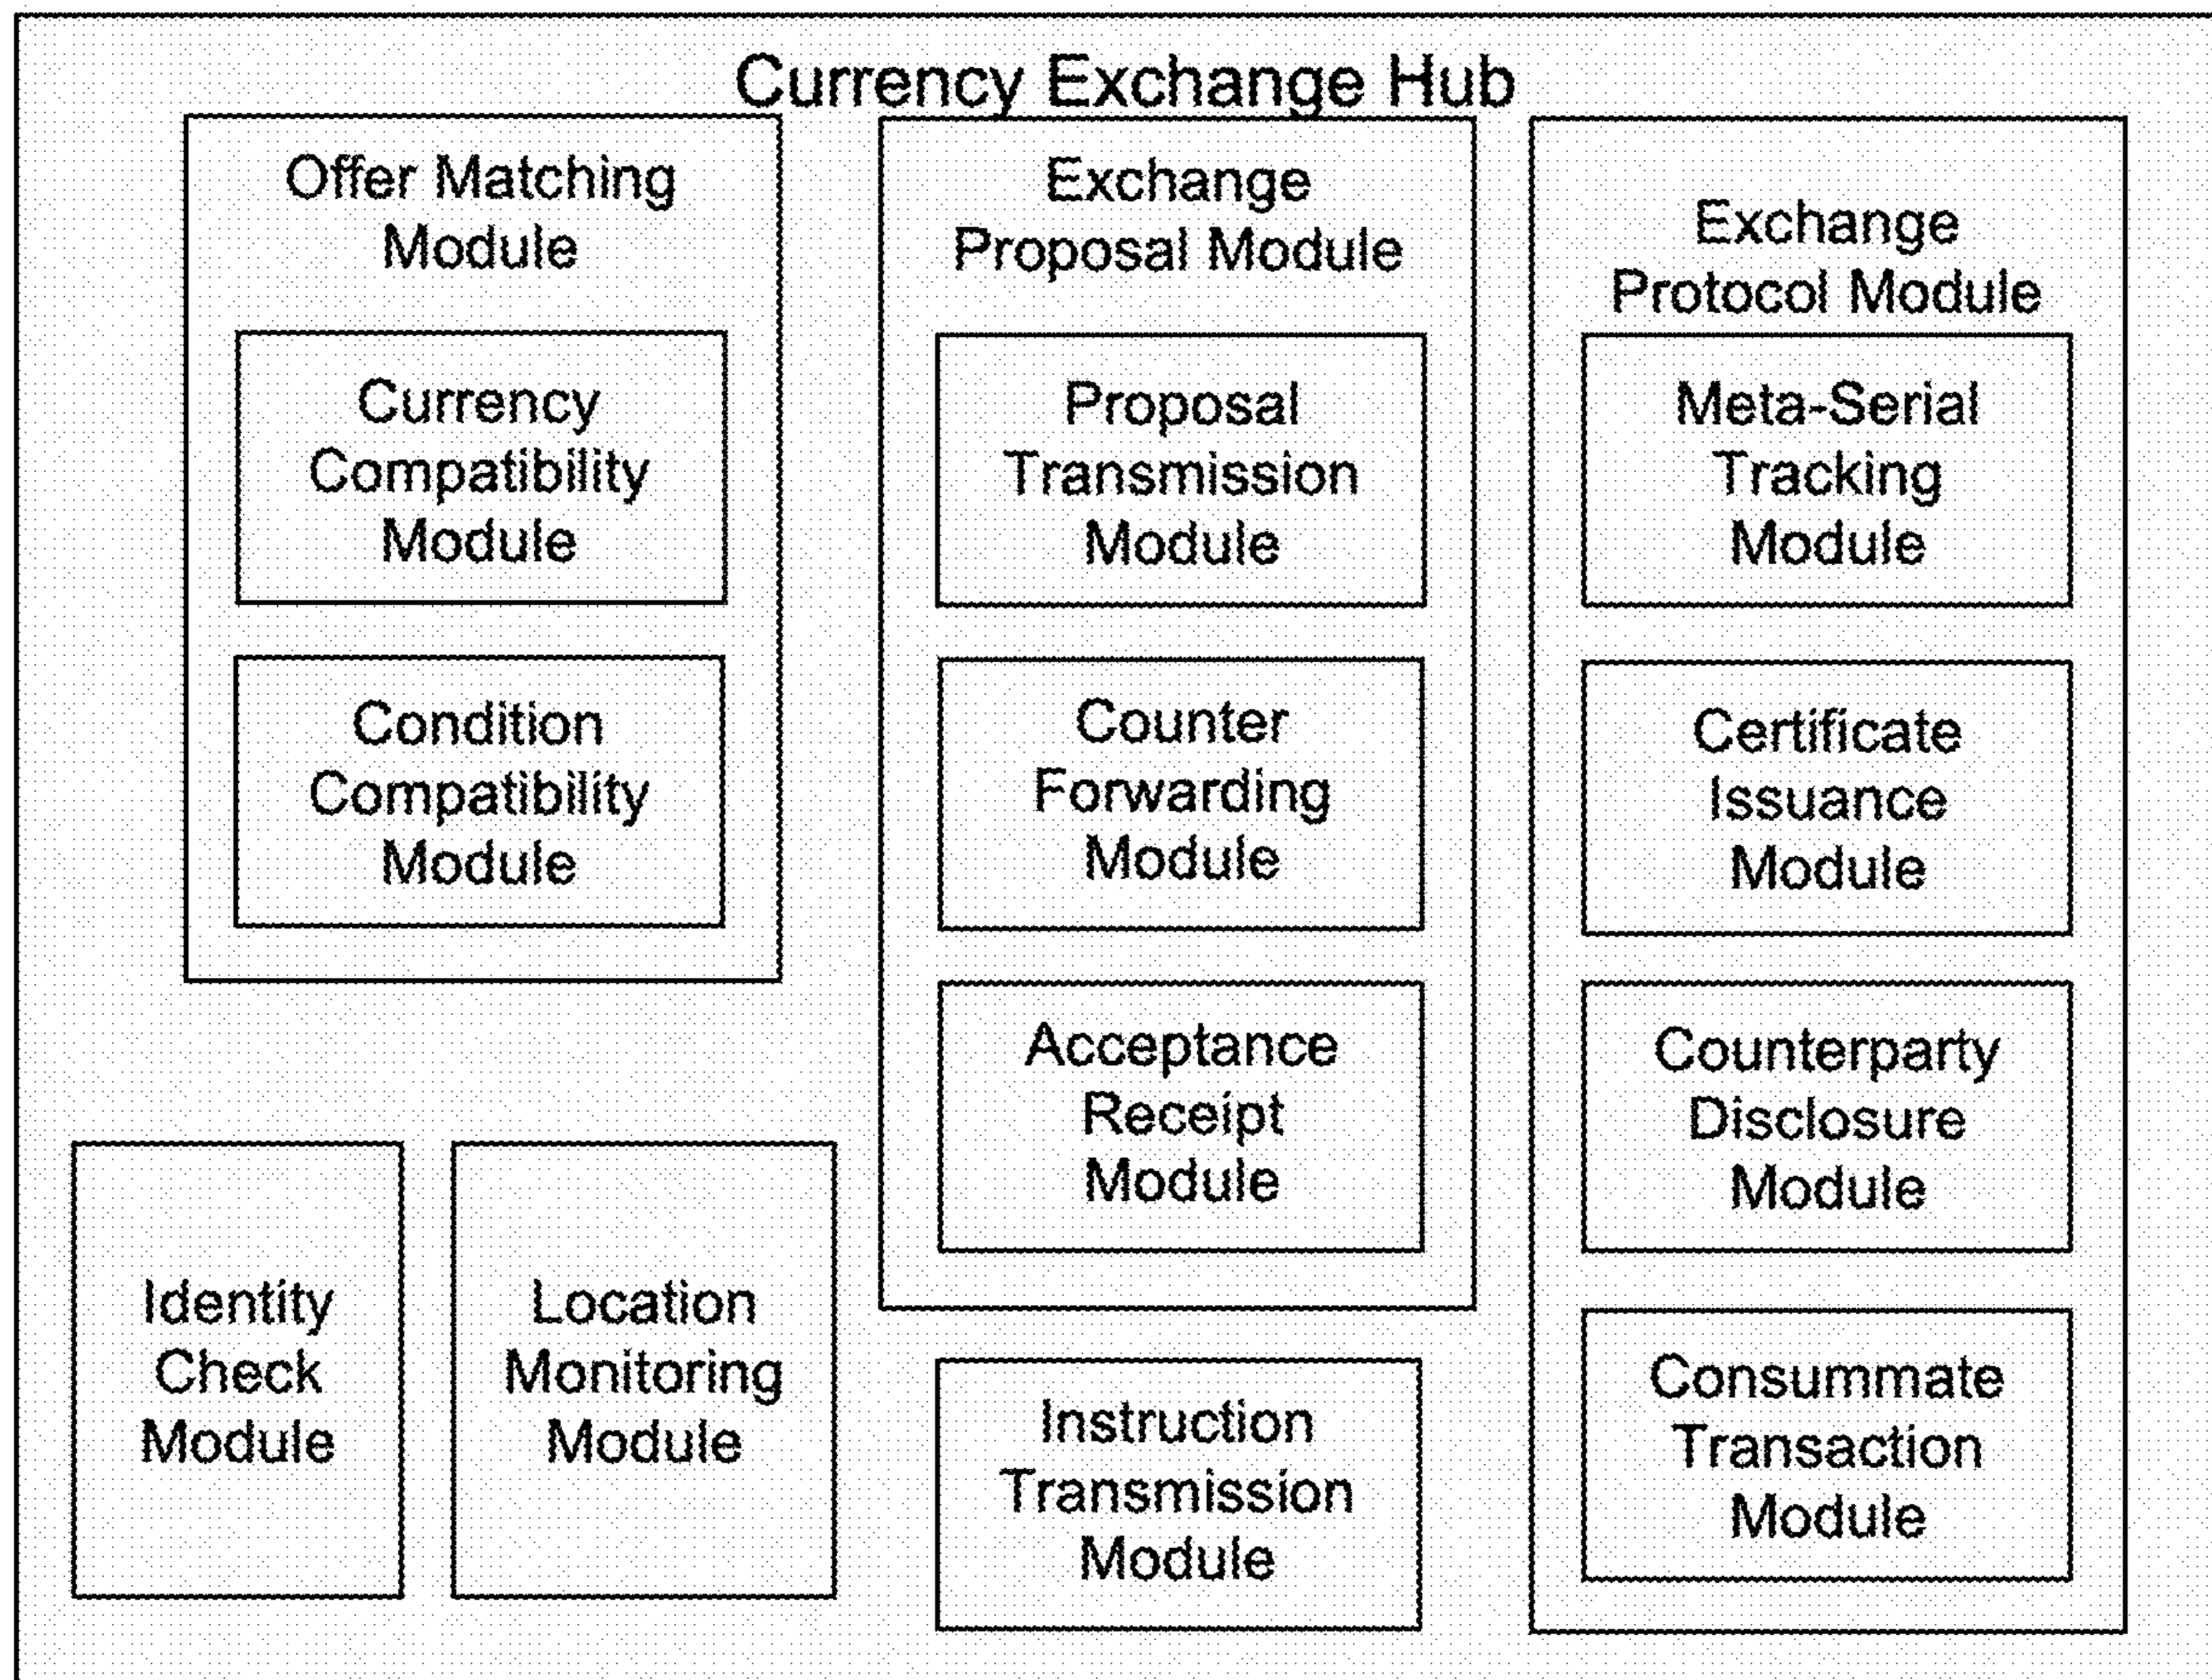 Currency Exchange Hub
Offer Matching
Module
Currency
Compatibility
Module
Condition
Compatibility
Module
Exchange
Proposal Module
Proposal
Transmission
Module
Counter
Forwarding
Module
Acceptance
Receipt
Module
Exchange
Protocol Module
Meta-Serial
Tracking
Module
Certificate
Issuance
Module
Counterparty
Disclosure
Module
Consummate
Transaction
Module
Identity
Check
Module
Location
Monitoring
Module
Instruction
Transmission
Module